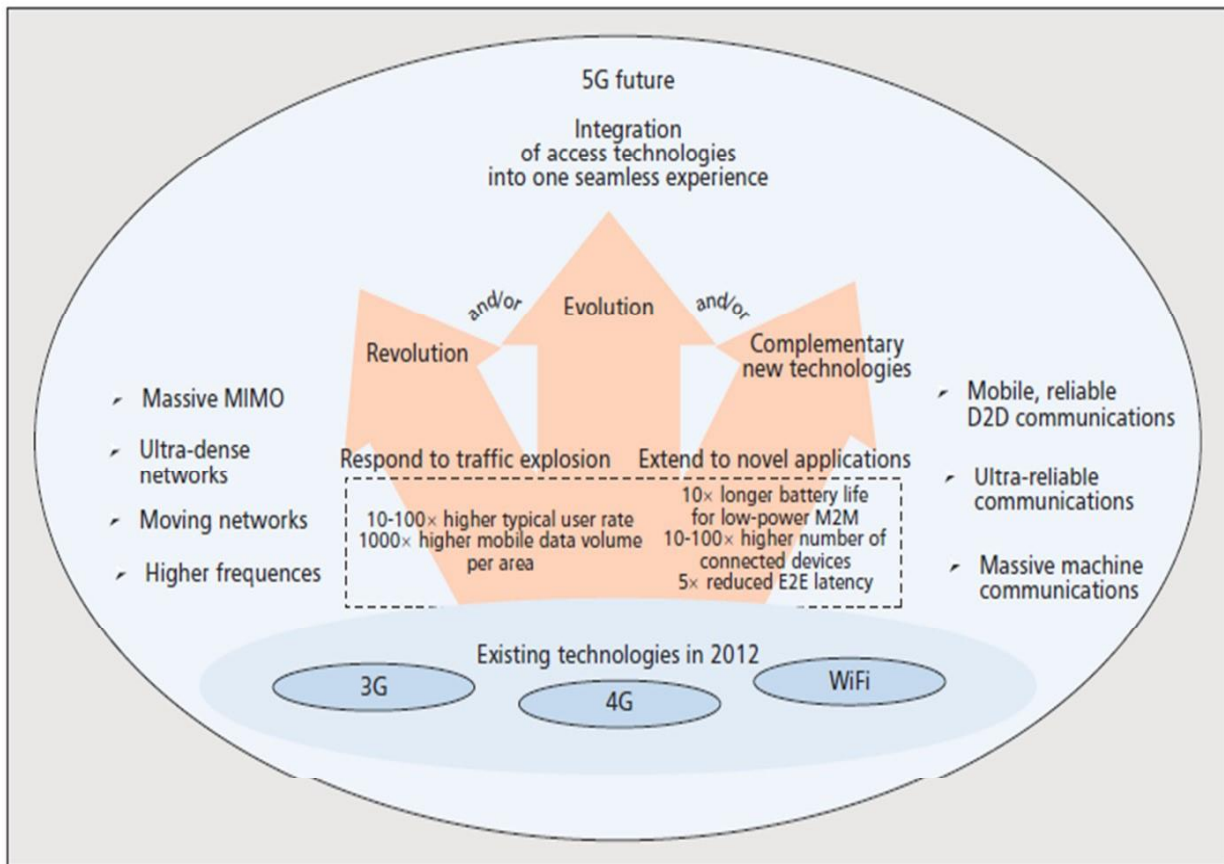 5G future
Integration
of access technologies
into one seamless experience
and/or
Evolution
and/or
Revolution
Complementary
new technologies
Massive MIMO
Ultra-dense
networks
Moving networks
Higher frequences
Mobile, reliable
D2D communications
Ultra-reliable
communications
Massive machine
communications
Respond to traffic explosion
10-100× higher typical user rate
1000× higher mobile data volume
per area
Extend to novel applications
10× longer battery life
for low-power M2M
10-100× higher number of
connected devices
5× reduced E2E latency
Existing technologies in 2012
3G
4G
WiFi